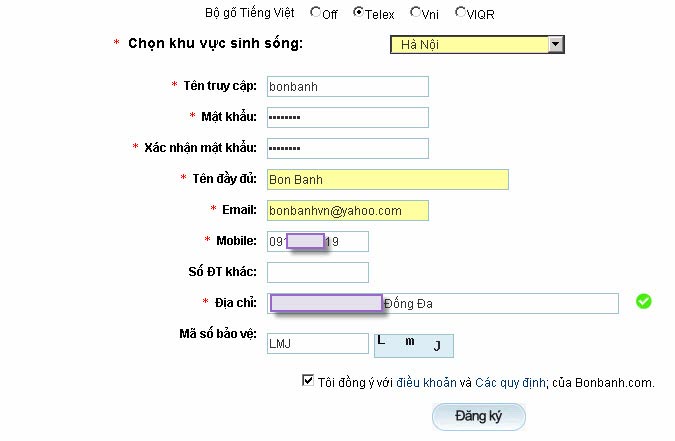 Bộ gõ Tiếng Việt Off Telex Vni VIQR
* Chọn khu vực sinh sống: Hà Nội
* Tên truy cập: bonbanh
* Mật khẩu: ••••••••
* Xác nhận mật khẩu: ••••••••
* Tên đầy đủ: Bon Banh
* Email: bonbanhvn@yahoo.com
* Mobile: 091 19
Số ĐT khác:
* Địa chỉ: Đống Đa
Mã số bảo vệ: LMJ L m J
Tôi đồng ý với điều khoản và Các quy định; của Bonbanh.com.
Đăng ký